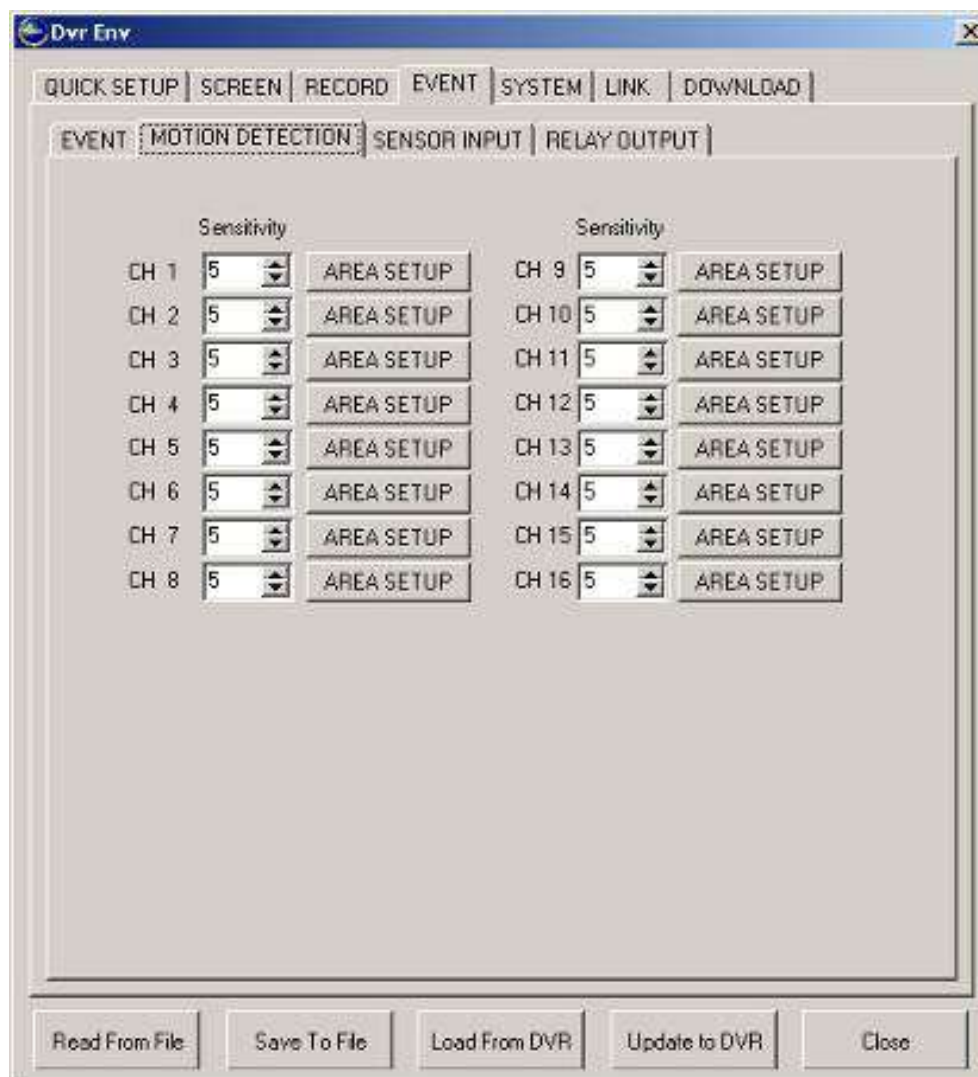 Dvr Env
QUICK SETUP SCREEN RECORD EVENT SYSTEM LINK DOWNLOAD
EVENT MOTION DETECTION SENSOR INPUT RELAY OUTPUT
Sensitivity Sensitivity
CH 1 5 AREA SETUP CH 9 5 AREA SETUP
CH 2 5 AREA SETUP CH 10 5 AREA SETUP
CH 3 5 AREA SETUP CH 11 5 AREA SETUP
CH 4 5 AREA SETUP CH 12 5 AREA SETUP
CH 5 5 AREA SETUP CH 13 5 AREA SETUP
CH 6 5 AREA SETUP CH 14 5 AREA SETUP
CH 7 5 AREA SETUP CH 15 5 AREA SETUP
CH 8 5 AREA SETUP CH 16 5 AREA SETUP
Read From File Save To File Load From DVR Update to DVR Close